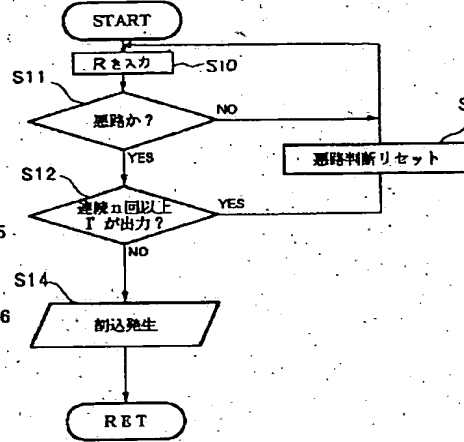 START
Rを入力
S10
S11
悪路か?
NO
YES
悪路判断リセット
S12
連続n回以上
Γが出力?
YES
NO
S14
割込発生
RET